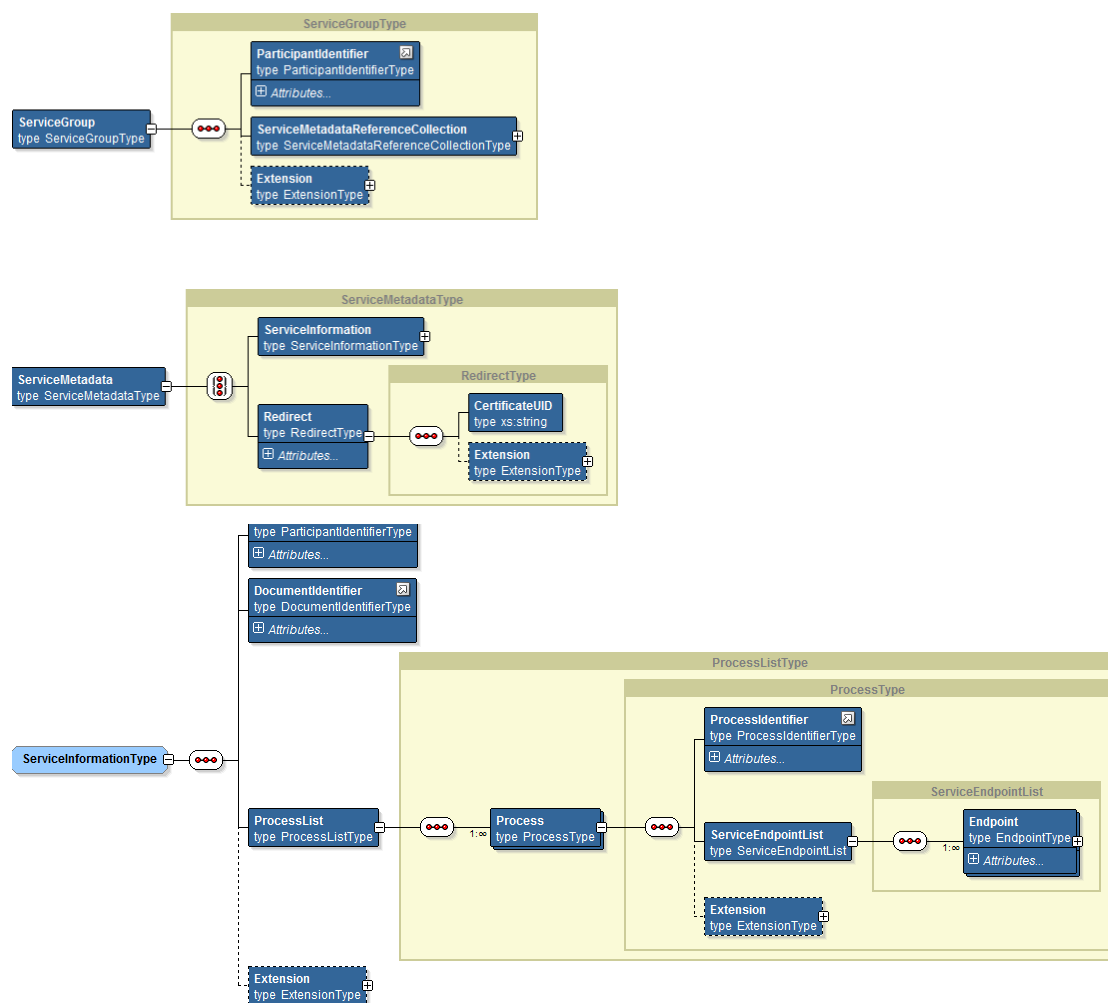 ServiceGroupType
ParticipantIdentifier
type ParticipantIdentifierType
Attributes...
ServiceGroup
type ServiceGroupType
ServiceMetadataReferenceCollection
type ServiceMetadataReferenceCollectionType
Extension
type ExtensionType
ServiceMetadataType
ServiceInformation
type ServiceInformationType
RedirectType
ServiceMetadata
type ServiceMetadataType
Redirect
type RedirectType
Attributes...
CertificateUID
type xs:string
Extension
type ExtensionType
type ParticipantIdentifierType
Attributes...
DocumentIdentifier
type DocumentIdentifierType
Attributes...
ProcessListType
ProcessType
ProcessIdentifier
type ProcessIdentifierType
Attributes...
ServiceInformationType
ServiceEndpointList
ProcessList
type ProcessListType
1:∞
Process
type ProcessType
ServiceEndpointList
type ServiceEndpointList
1:∞
Endpoint
type EndpointType
Attributes...
Extension
type ExtensionType
Extension
type ExtensionType